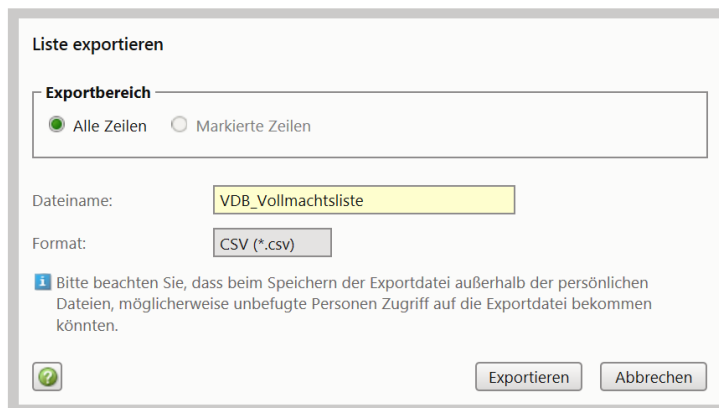 Liste exportieren
Exportbereich
Alle Zeilen Markierte Zeilen
Dateiname: VDB_Vollmachtsliste
Format: CSV (*.csv)
Bitte beachten Sie, dass beim Speichern der Exportdatei außerhalb der persönlichen
Dateien, möglicherweise unbefugte Personen Zugriff auf die Exportdatei bekommen
könnten.
Exportieren Abbrechen